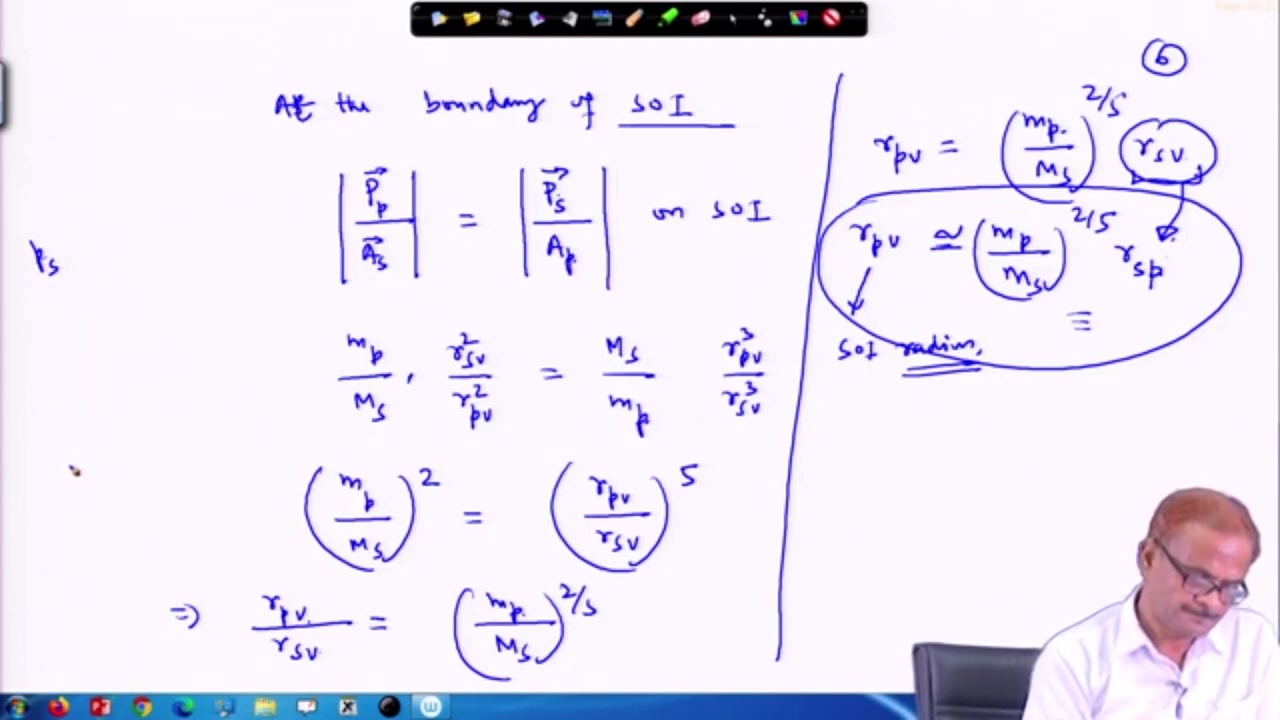 At the boundary of SOI
|P⃗p / A⃗s| = |P⃗s / Ap| on SOI
ps
mp/Ms · r²sv/r²pv = Ms/mp r³pv/r³sv
(mp/Ms)² = (rpv/rsv)⁵
⇒ rpv/rsv = (mp/Ms)^2/5
6
rpv = (mp/Ms)^2/5 rsv
rpv ≃ (mp/Ms)^2/5 rsp
≡
SOI radius.